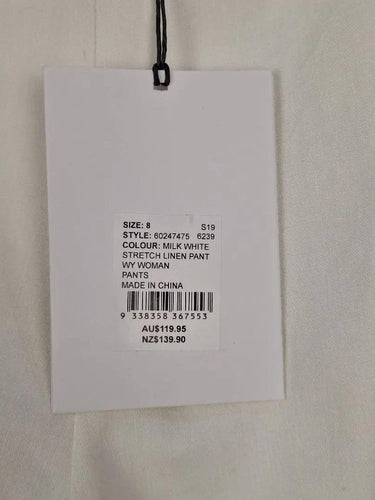 SIZE: 8 S19
STYLE: 60247475 6239
COLOUR: MILK WHITE
STRETCH LINEN PANT
WY WOMAN
PANTS
MADE IN CHINA
9 338358 367553
AU$119.95
NZ$139.90